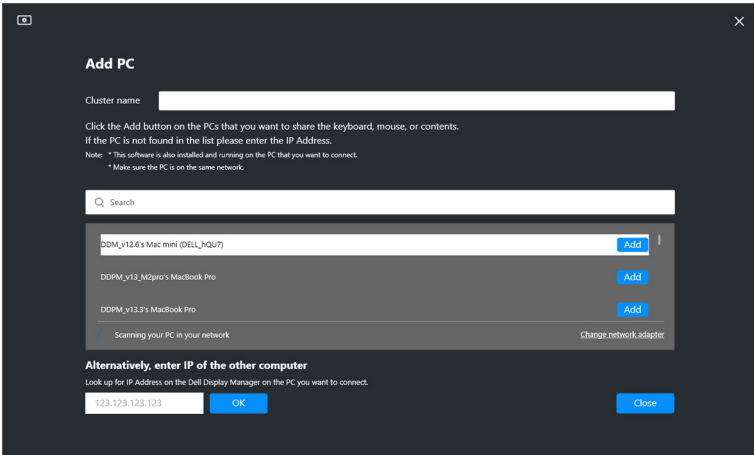 Add PC
Cluster name
Click the Add button on the PCs that you want to share the keyboard, mouse, or contents.
If the PC is not found in the list please enter the IP Address.
Note: * This software is also installed and running on the PC that you want to connect.
* Make sure the PC is on the same network.
Search
DDM_v12.6's Mac mini (DELL_hQU7) Add
DDPM_v13_M2pro's MacBook Pro Add
DDPM_v13.3's MacBook Pro Add
Scanning your PC in your network Change network adapter
Alternatively, enter IP of the other computer
Look up for IP Address on the Dell Display Manager on the PC you want to connect.
123.123.123.123 OK Close